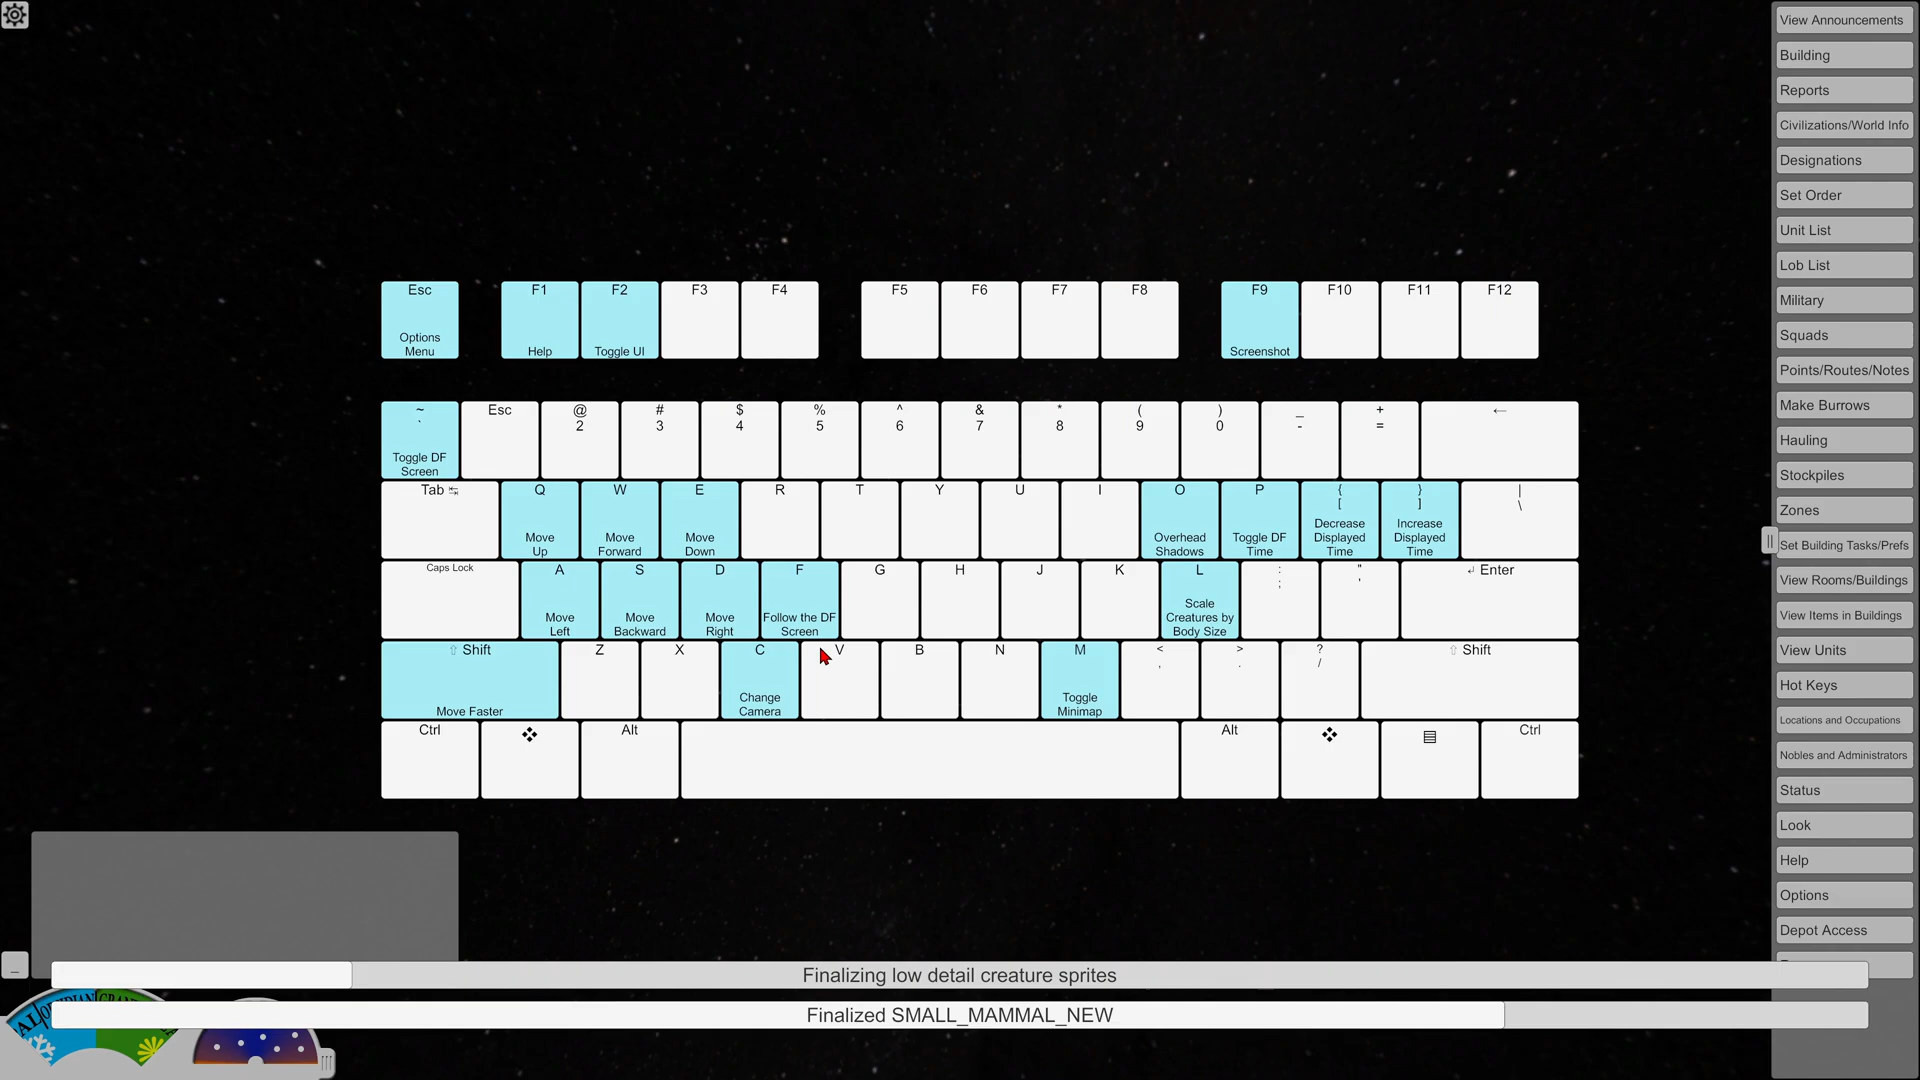 View Announcements
Building
Reports
Civilizations/World Info
Designations
Set Order
Unit List
Lob List
Military
Squads
Points/Routes/Notes
Make Burrows
Hauling
Stockpiles
Zones
Set Building Tasks/Prefs
View Rooms/Buildings
View Items in Buildings
View Units
Hot Keys
Locations and Occupations
Nobles and Administrators
Status
Look
Help
Options
Depot Access
Esc F1 F2 F3 F4 F5 F6 F7 F8 F9 F10 F11 F12
Options
Menu Help Toggle UI Screenshot
~ Esc @ # $ % ^ & * ( ) _ + ←
` 2 3 4 5 6 7 8 9 0 - =
Toggle DF
Screen
Tab Q W E R T Y U I O P { } |
[ ] \
Decrease Increase
Move Move Move Overhead Toggle DF Displayed Displayed
Up Forward Down Shadows Time Time Time
Caps Lock A S D F G H J K L : " ↵ Enter
; '
Scale
Move Move Move Follow the DF Creatures by
Left Backward Right Screen Body Size
⇧ Shift Z X C V B N M < > ? ⇧ Shift
, . /
Change Toggle
Move Faster Camera Minimap
Ctrl Alt Alt Ctrl
_
Finalizing low detail creature sprites
Finalized SMALL_MAMMAL_NEW